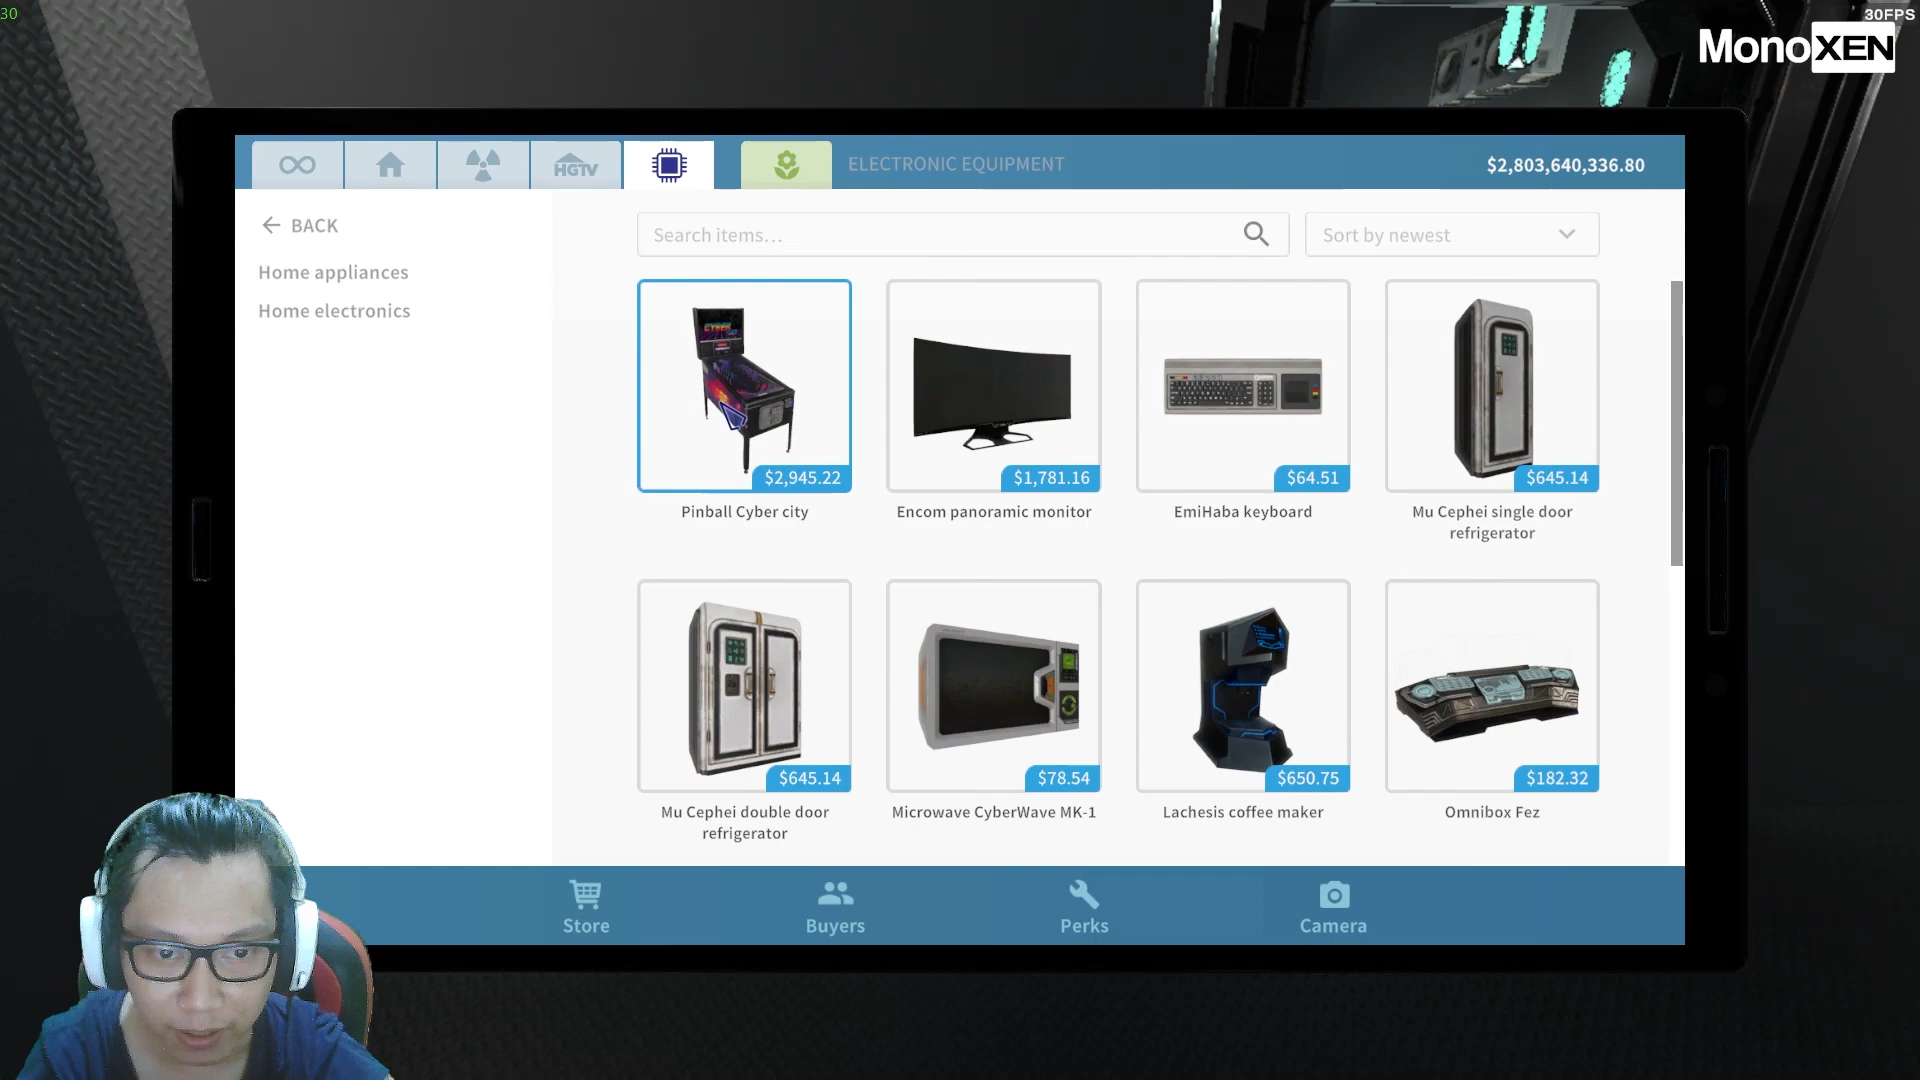 30
30FPS
MonoXEN
HGTV
ELECTRONIC EQUIPMENT
$2,803,640,336.80
BACK
Home appliances
Home electronics
Search items...
Sort by newest
$2,945.22
$1,781.16
$64.51
$645.14
Pinball Cyber city
Encom panoramic monitor
EmiHaba keyboard
Mu Cephei single door
refrigerator
$645.14
$78.54
$650.75
$182.32
Mu Cephei double door
refrigerator
Microwave CyberWave MK-1
Lachesis coffee maker
Omnibox Fez
Store
Buyers
Perks
Camera